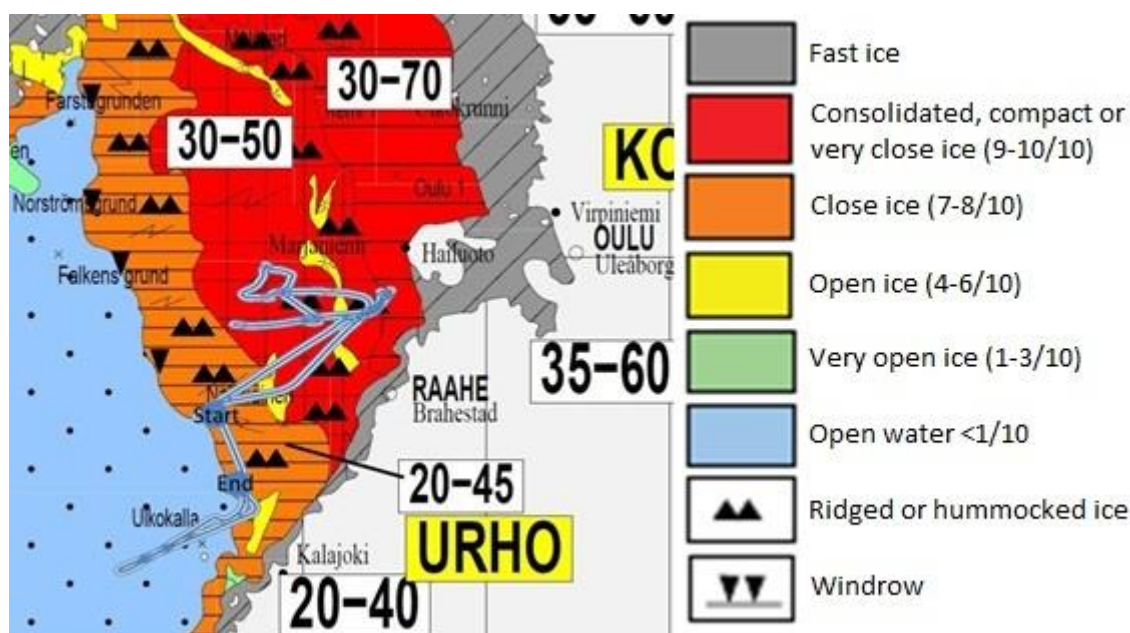 30-70
30-50
Farstugrunden
Oulu 1
Norströmsgrund
Marjaniemi
Hailuoto
Virpiniemi
OULU
Uleåborg
Falkens grund
35-60
RAAHE
Brahestad
Start
End
20-45
Ulkokalla
URHO
Kalajoki
20-40
Fast ice
Consolidated, compact or
very close ice (9-10/10)
Close ice (7-8/10)
Open ice (4-6/10)
Very open ice (1-3/10)
Open water <1/10
Ridged or hummocked ice
Windrow